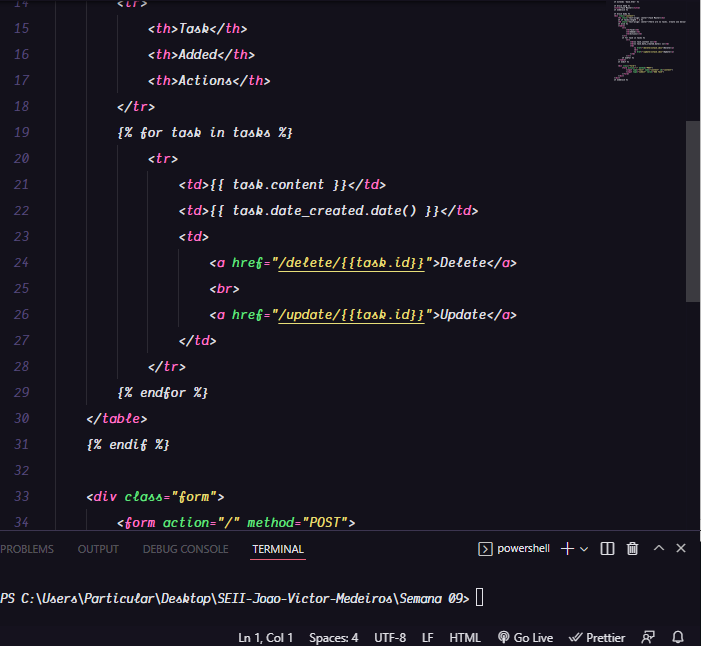 14 <tr>
15 <th>Task</th>
16 <th>Added</th>
17 <th>Actions</th>
18 </tr>
19 {% for task in tasks %}
20 <tr>
21 <td>{{ task.content }}</td>
22 <td>{{ task.date_created.date() }}</td>
23 <td>
24 <a href="/delete/{{task.id}}">Delete</a>
25 <br>
26 <a href="/update/{{task.id}}">Update</a>
27 </td>
28 </tr>
29 {% endfor %}
30 </table>
31 {% endif %}
32
33 <div class="form">
34 <form action="/" method="POST">
PROBLEMS OUTPUT DEBUG CONSOLE TERMINAL powershell
PS C:\Users\Particular\Desktop\SEII-Joao-Victor-Medeiros\Semana 09>
Ln 1, Col 1 Spaces: 4 UTF-8 LF HTML Go Live Prettier